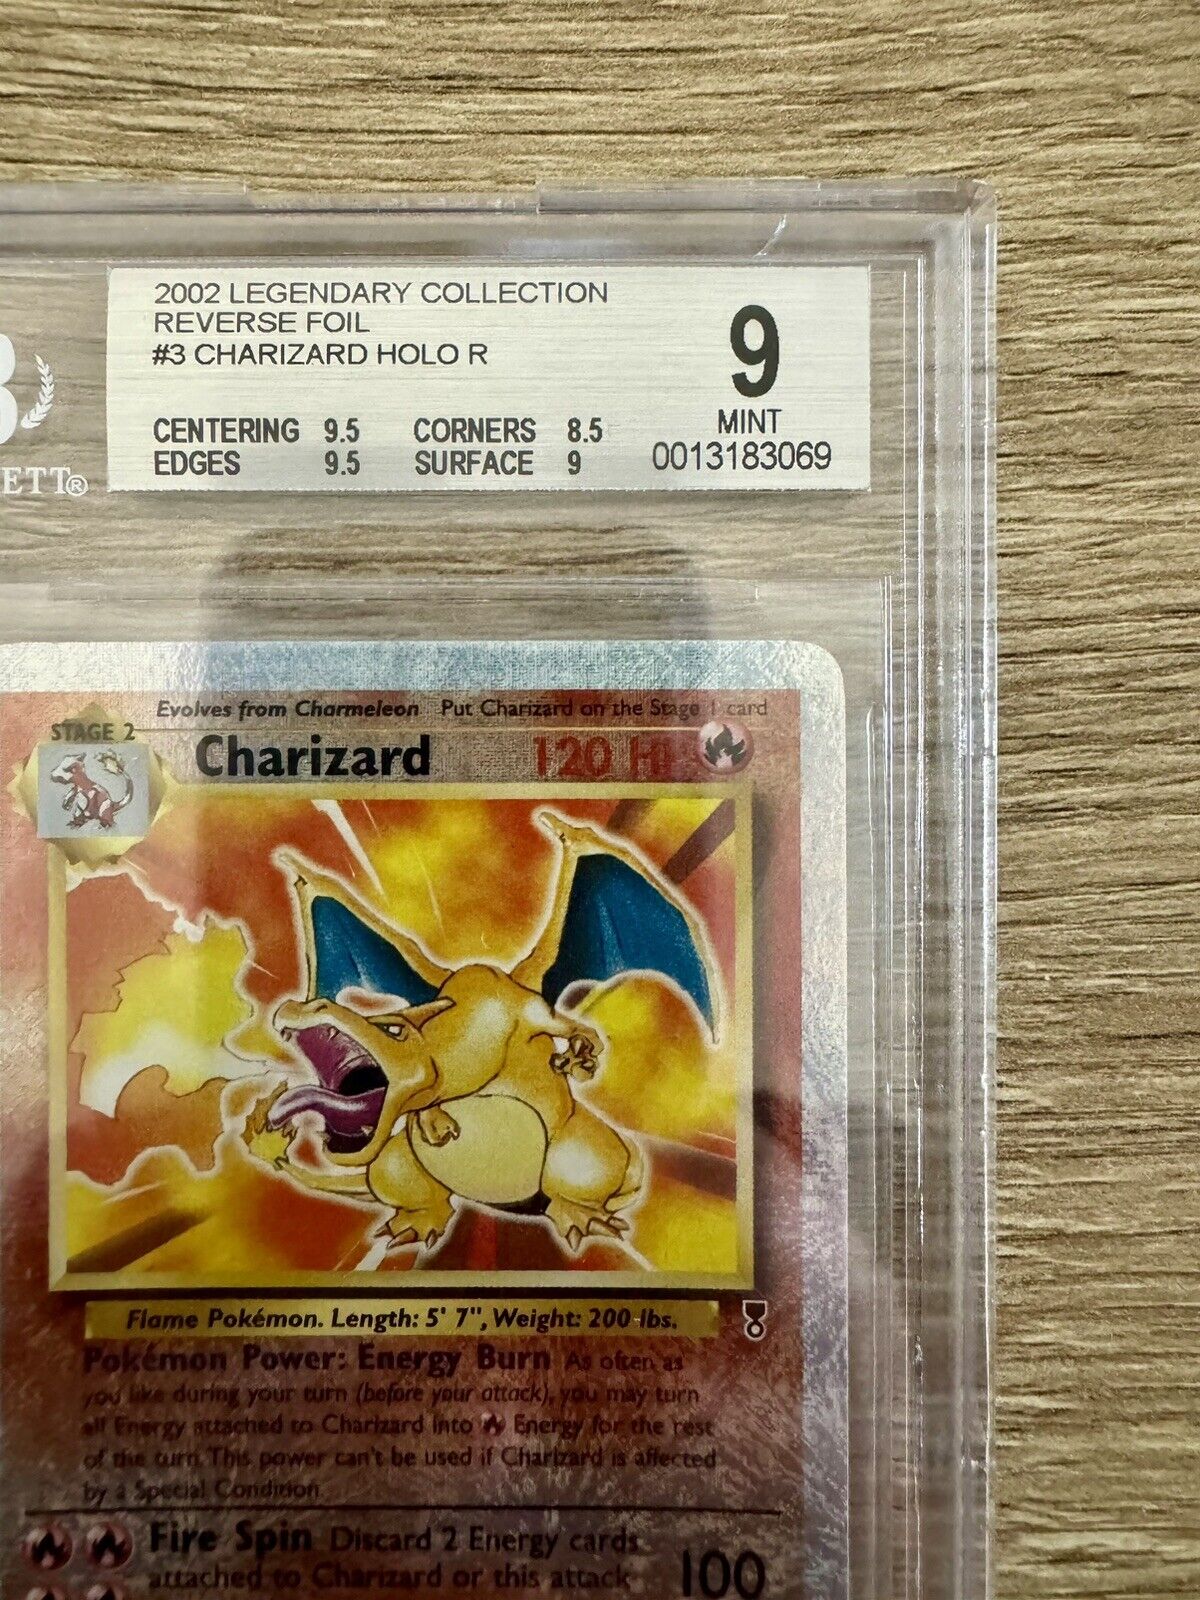 2002 LEGENDARY COLLECTION
REVERSE FOIL
#3 CHARIZARD HOLO R
9
MINT
0013183069
CENTERING 9.5 CORNERS 8.5
EDGES 9.5 SURFACE 9
ETT®
Evolves from Charmeleon Put Charizard on the Stage 1 card
STAGE 2
Charizard 120 HP
Flame Pokémon. Length: 5' 7", Weight: 200 lbs.
Pokémon Power: Energy Burn As often as
you like during your turn (before your attack), you may turn
all Energy attached to Charizard into Energy for the rest
of the turn. This power can't be used if Charizard is affected
by a Special Condition.
Fire Spin Discard 2 Energy cards
attached to Charizard or this attack 100